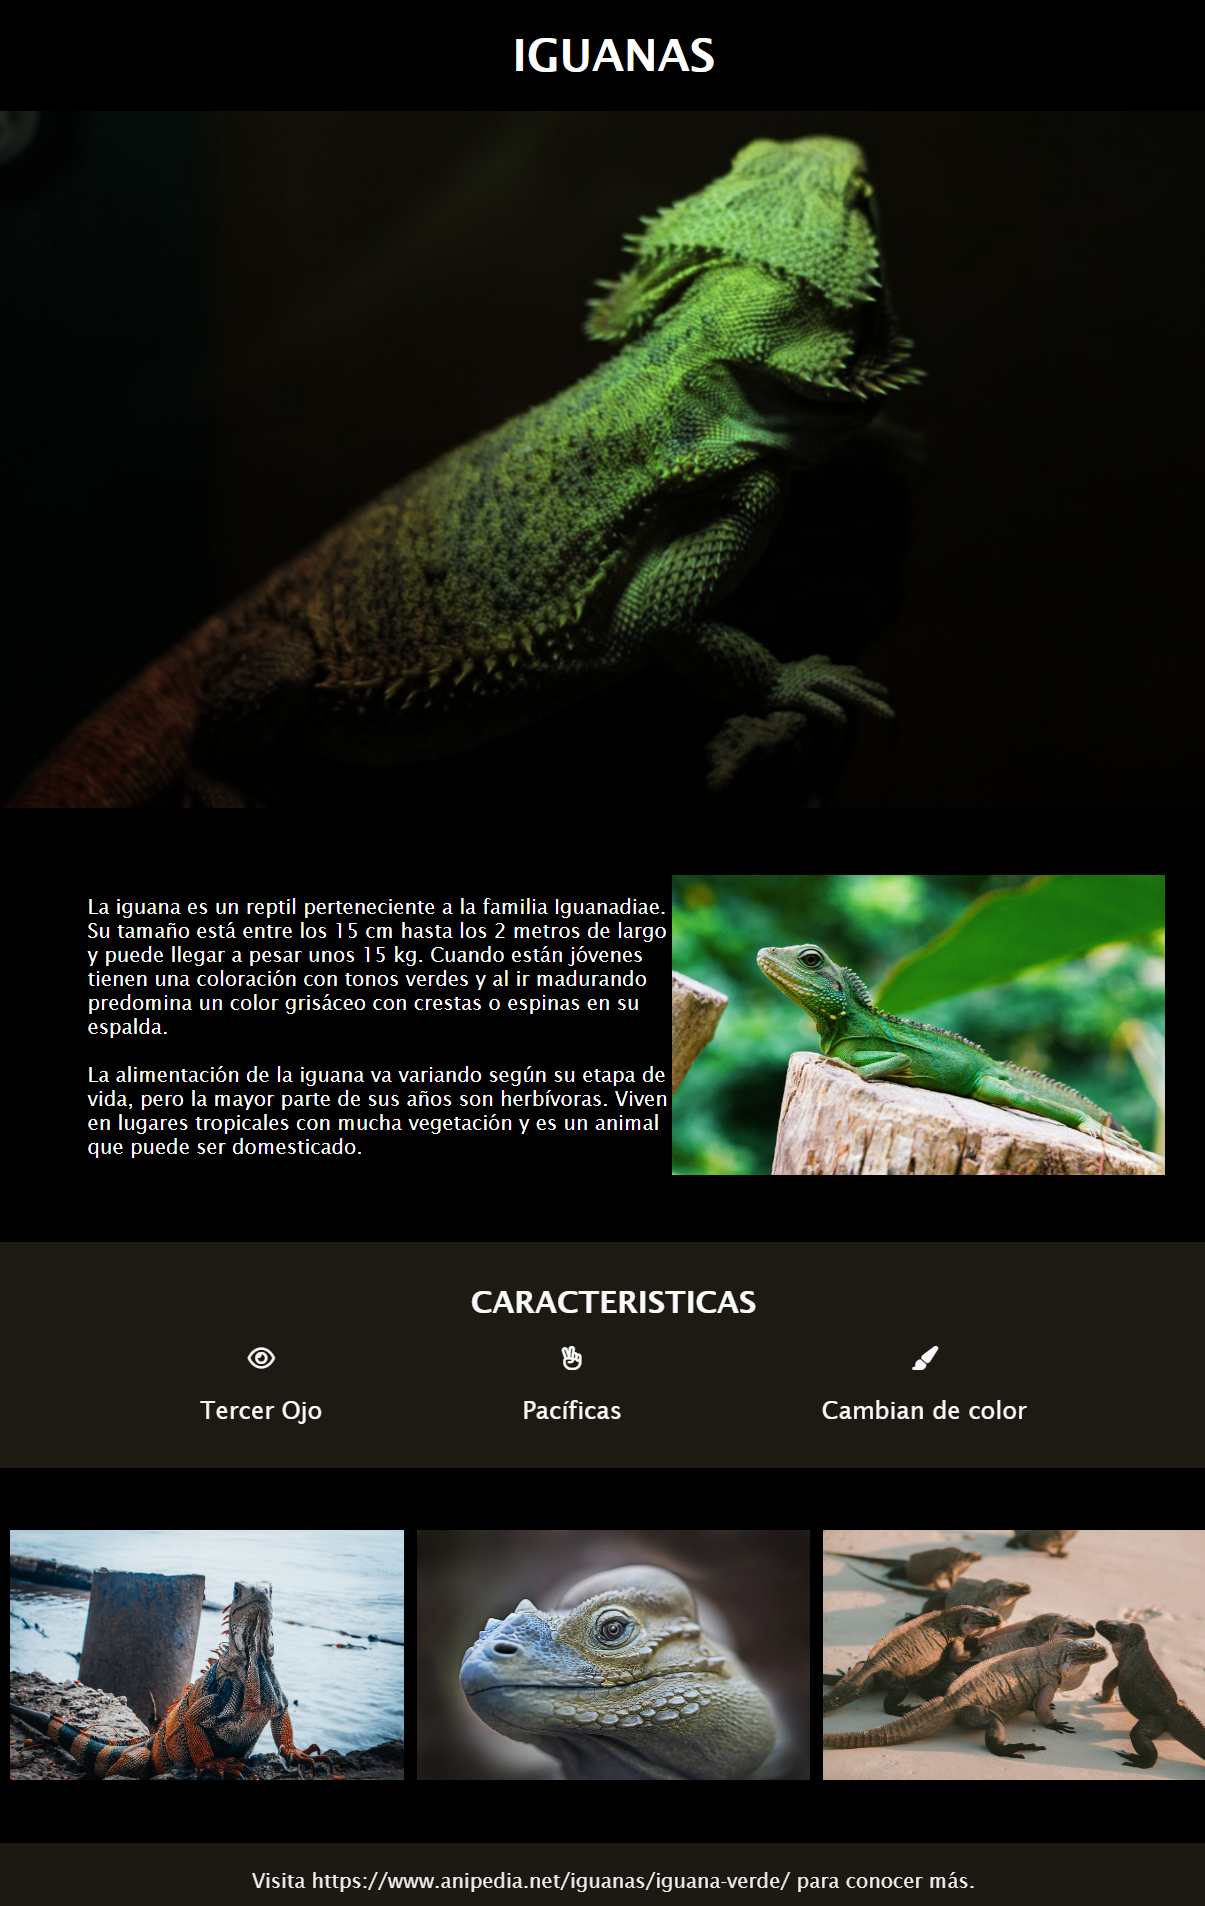 IGUANAS
La iguana es un reptil perteneciente a la familia Iguanadiae.
Su tamaño está entre los 15 cm hasta los 2 metros de largo
y puede llegar a pesar unos 15 kg. Cuando están jóvenes
tienen una coloración con tonos verdes y al ir madurando
predomina un color grisáceo con crestas o espinas en su
espalda.
La alimentación de la iguana va variando según su etapa de
vida, pero la mayor parte de sus años son herbívoras. Viven
en lugares tropicales con mucha vegetación y es un animal
que puede ser domesticado.
CARACTERISTICAS
Tercer Ojo
Pacíficas
Cambian de color
Visita https://www.anipedia.net/iguanas/iguana-verde/ para conocer más.